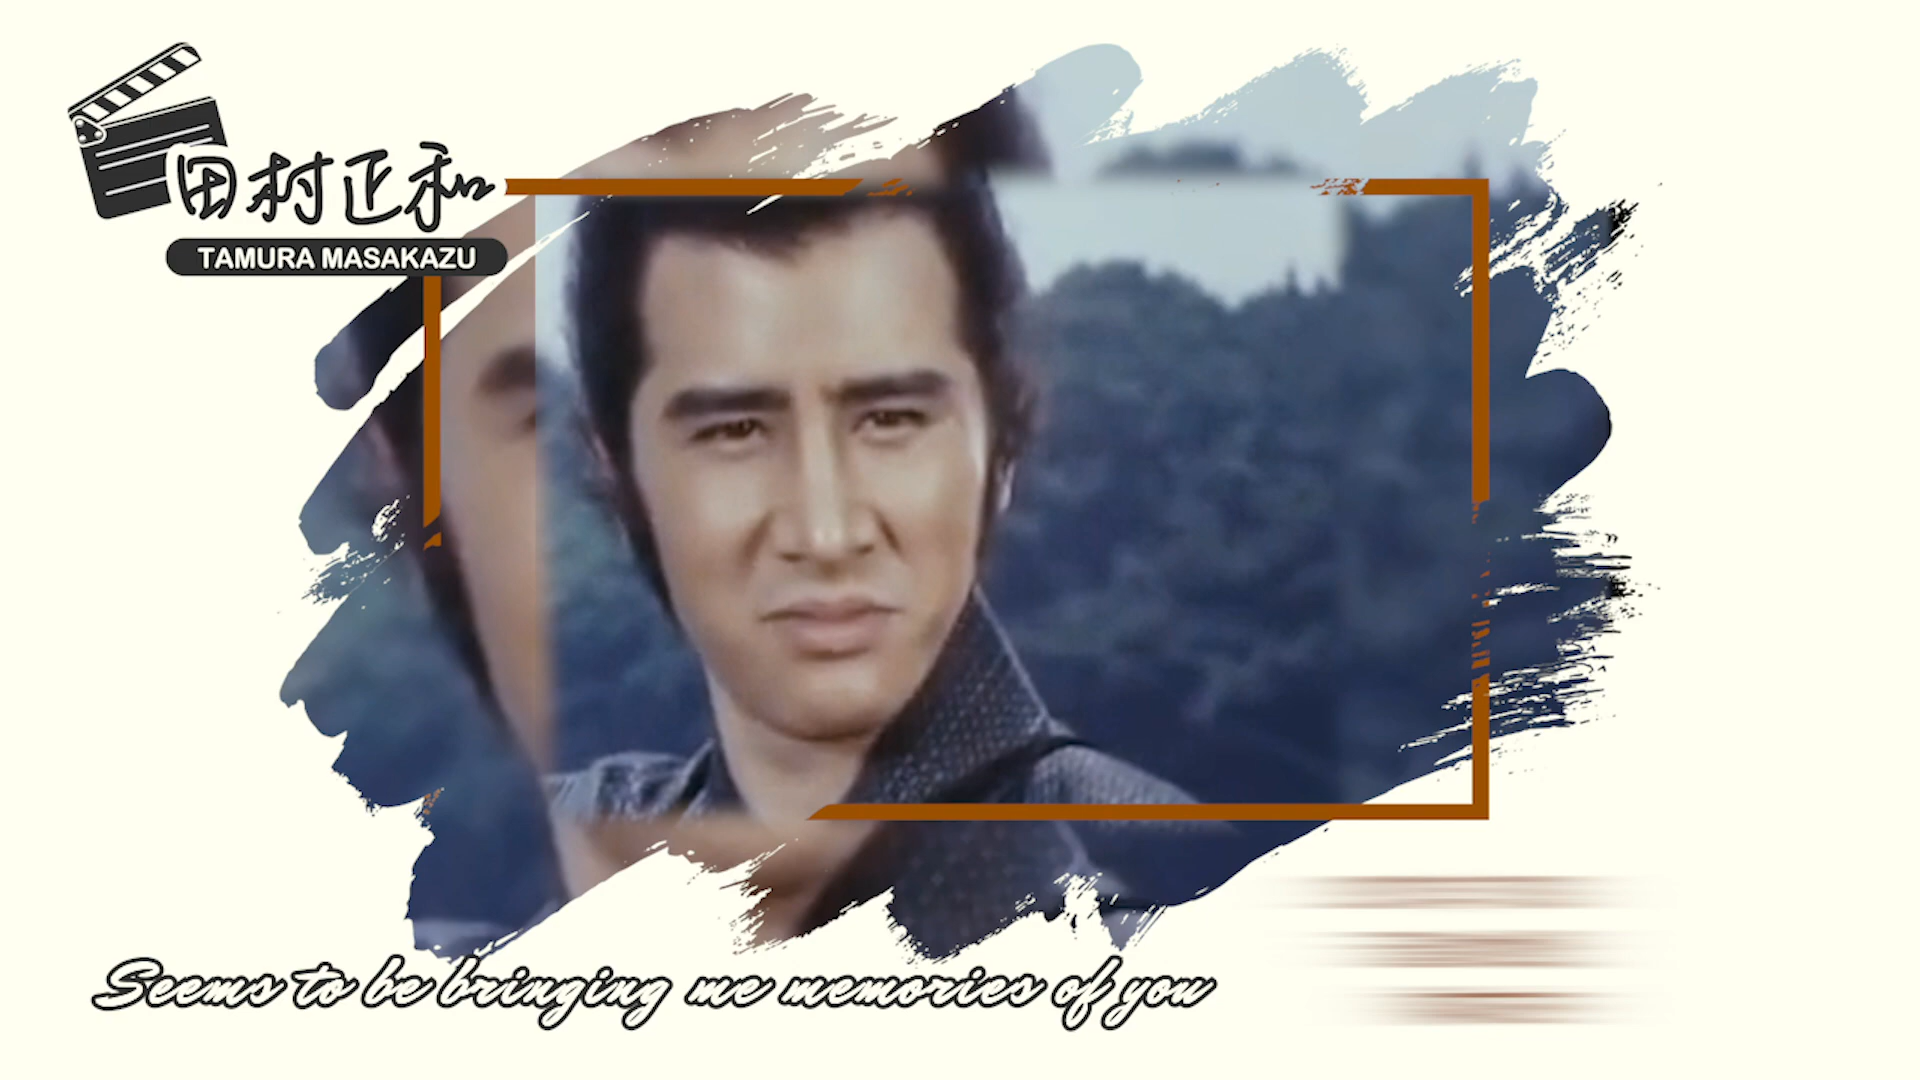 田村正和
TAMURA MASAKAZU
Seems to be bringing me memories of you